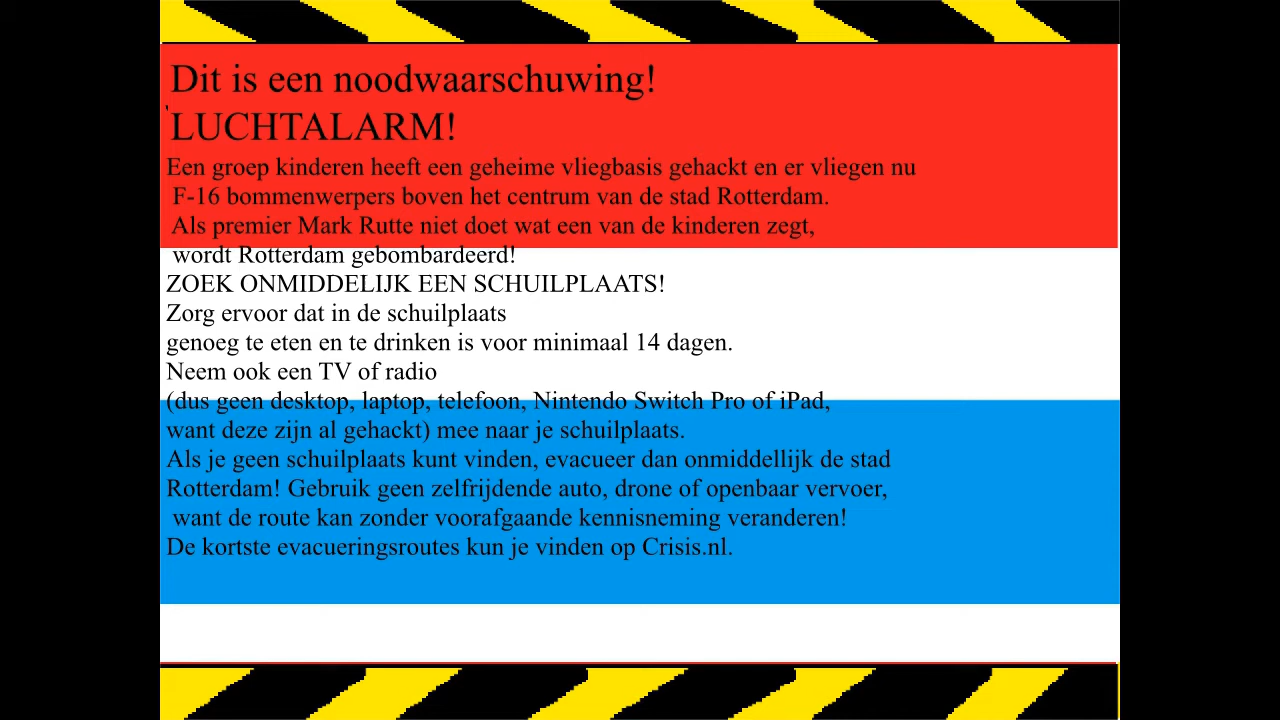 Dit is een noodwaarschuwing!
LUCHTALARM!
Een groep kinderen heeft een geheime vliegbasis gehackt en er vliegen nu
F-16 bommenwerpers boven het centrum van de stad Rotterdam.
Als premier Mark Rutte niet doet wat een van de kinderen zegt,
wordt Rotterdam gebombardeerd!
ZOEK ONMIDDELIJK EEN SCHUILPLAATS!
Zorg ervoor dat in de schuilplaats
genoeg te eten en te drinken is voor minimaal 14 dagen.
Neem ook een TV of radio
(dus geen desktop, laptop, telefoon, Nintendo Switch Pro of iPad,
want deze zijn al gehackt) mee naar je schuilplaats.
Als je geen schuilplaats kunt vinden, evacueer dan onmiddellijk de stad
Rotterdam! Gebruik geen zelfrijdende auto, drone of openbaar vervoer,
want de route kan zonder voorafgaande kennisneming veranderen!
De kortste evacueringsroutes kun je vinden op Crisis.nl.